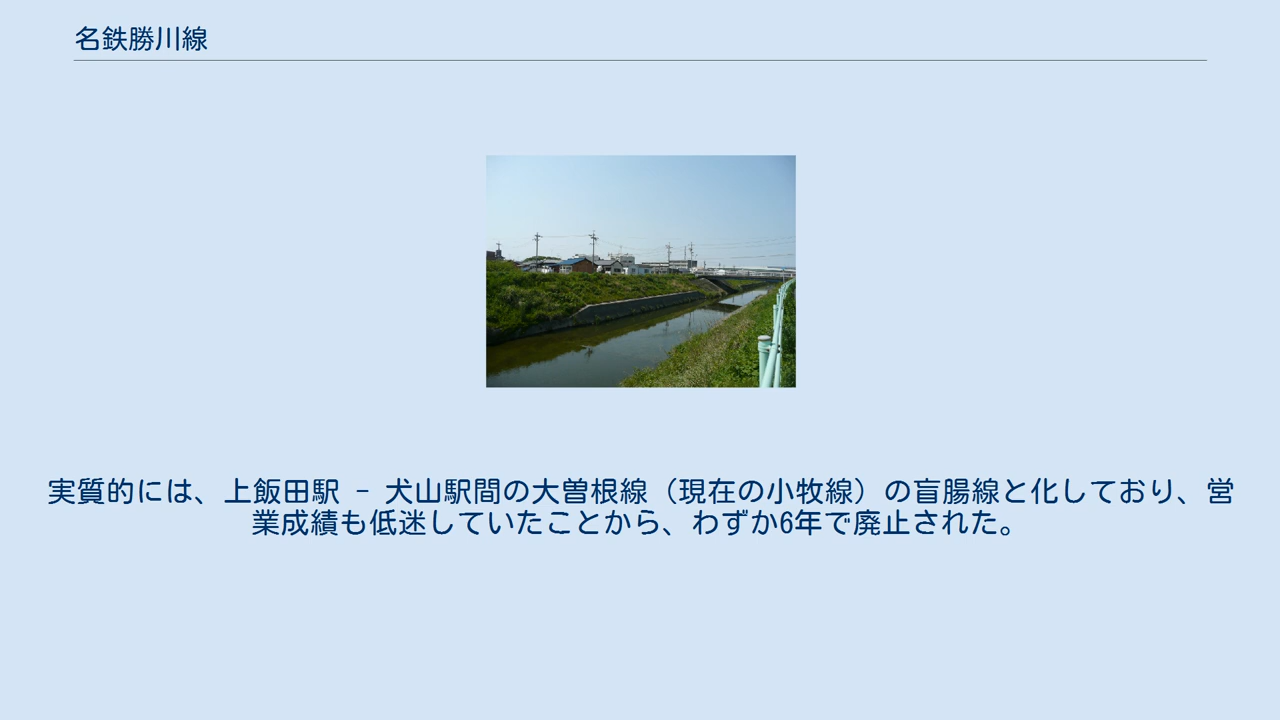 名鉄勝川線
実質的には、上飯田駅 - 犬山駅間の大曽根線（現在の小牧線）の盲腸線と化しており、営
業成績も低迷していたことから、わずか6年で廃止された。